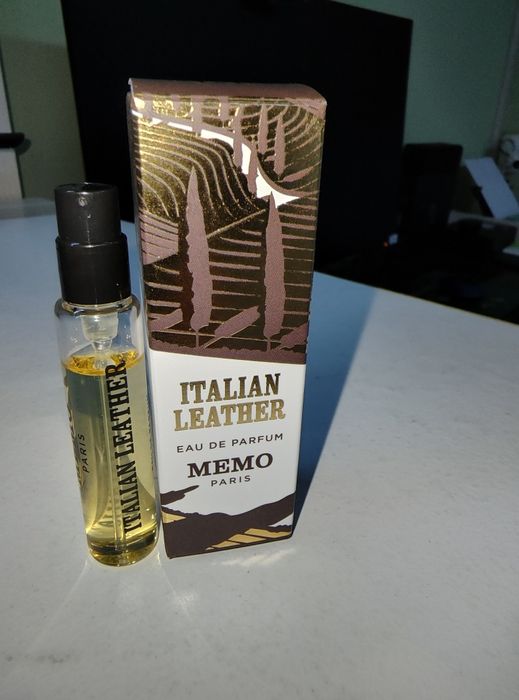 ITALIAN
LEATHER
EAU DE PARFUM
MEMO
PARIS
ITALIAN LEATHER
PARIS